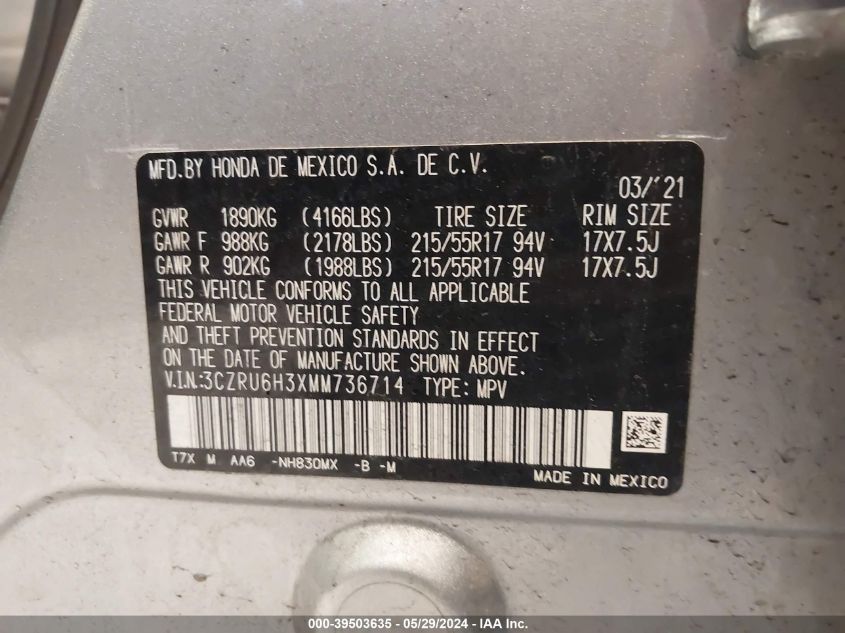 MFD.BY HONDA DE MEXICO S.A. DE C.V.
03/'21
GVWR 1890KG (4166LBS) TIRE SIZE RIM SIZE
GAWR F 988KG (2178LBS) 215/55R17 94V 17X7.5J
GAWR R 902KG (1988LBS) 215/55R17 94V 17X7.5J
THIS VEHICLE CONFORMS TO ALL APPLICABLE
FEDERAL MOTOR VEHICLE SAFETY
AND THEFT PREVENTION STANDARDS IN EFFECT
ON THE DATE OF MANUFACTURE SHOWN ABOVE.
V.I.N:3CZRU6H3XMM736714 TYPE: MPV
T7X M AA6 -NH830MX -B -M
MADE IN MEXICO
000-39503635 - 05/29/2024 - IAA, Inc.